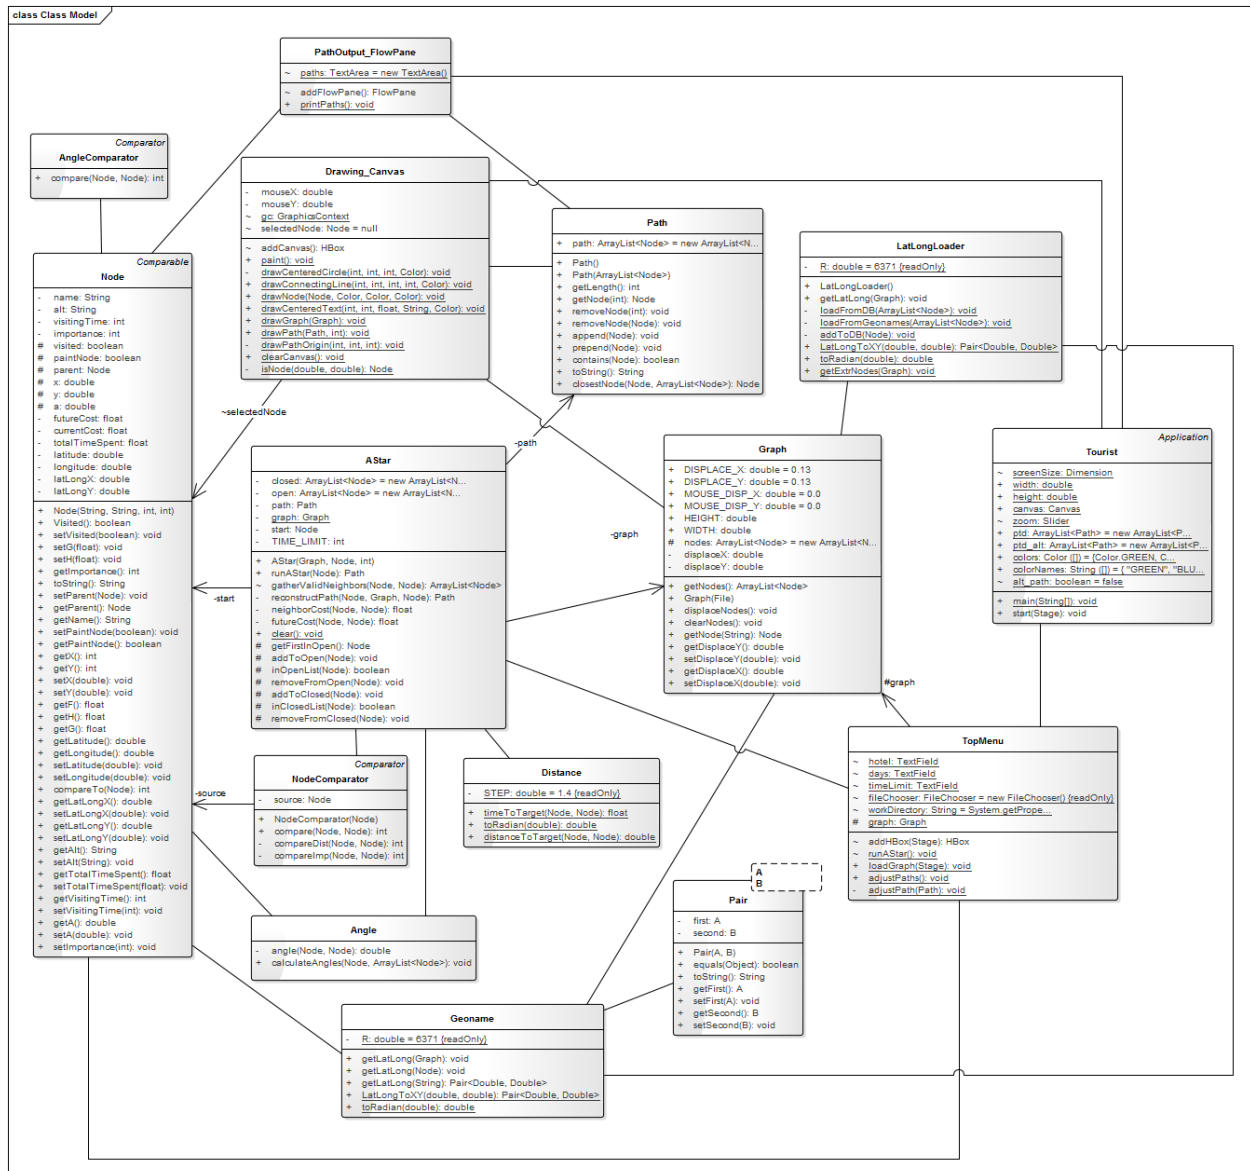 class Class Model
PathOutput_FlowPane
~ paths: TextArea = new TextArea()
~ addFlowPane(): FlowPane
+ printPaths(): void
Comparator
AngleComparator
+ compare(Node, Node): int
Drawing_Canvas
- mouseX: double
- mouseY: double
~ gc: GraphicsContext
~ selectedNode: Node = null
~ addCanvas(): HBox
+ paint(): void
- drawCenteredCircle(int, int, int, Color): void
- drawConnectingLine(int, int, int, int, Color): void
+ drawNode(Node, Color, Color, Color): void
+ drawCenteredText(int, int, float, String, Color): void
+ drawGraph(Graph): void
+ drawPath(Path, int): void
- drawPathOrigin(int, int, int): void
+ clearCanvas(): void
- isNode(double, double): Node
Path
+ path: ArrayList<Node> = new ArrayList<N...
+ Path()
+ Path(ArrayList<Node>)
+ getLength(): int
+ getNode(int): Node
+ removeNode(int): void
+ removeNode(Node): void
+ append(Node): void
+ prepend(Node): void
+ contains(Node): boolean
+ toString(): String
+ closestNode(Node, ArrayList<Node>): Node
LatLongLoader
- R: double = 6371 {readOnly}
+ LatLongLoader()
+ getLatLong(Graph): void
- loadFromDB(ArrayList<Node>): void
- loadFromGeonames(ArrayList<Node>): void
- addToDB(Node): void
+ LatLongToXY(double, double): Pair<Double, Double>
+ toRadian(double): double
+ getExtrNodes(Graph): void
Comparable
Node
- name: String
- alt: String
- visitingTime: int
- importance: int
# visited: boolean
# paintNode: boolean
# parent: Node
# x: double
# y: double
# a: double
- futureCost: float
- currentCost: float
- totalTimeSpent: float
- latitude: double
- longitude: double
- latLongX: double
- latLongY: double
+ Node(String, String, int, int)
+ Visited(): boolean
+ setVisited(boolean): void
+ setG(float): void
+ setH(float): void
+ getImportance(): int
+ toString(): String
+ setParent(Node): void
+ getParent(): Node
+ getName(): String
+ setPaintNode(boolean): void
+ getPaintNode(): boolean
+ getX(): int
+ getY(): int
+ setX(double): void
+ setY(double): void
+ getF(): float
+ getH(): float
+ getG(): float
+ getLatitude(): double
+ getLongitude(): double
+ setLatitude(double): void
+ setLongitude(double): void
+ compareTo(Node): int
+ getLatLongX(): double
+ setLatLongX(double): void
+ getLatLongY(): double
+ setLatLongY(double): void
+ getAlt(): String
+ setAlt(String): void
+ getTotalTimeSpent(): float
+ setTotalTimeSpent(float): void
+ getVisitingTime(): int
+ setVisitingTime(int): void
+ getA(): double
+ setA(double): void
+ setImportance(int): void
~selectedNode
-path
-graph
-start
#graph
-source
AStar
- closed: ArrayList<Node> = new ArrayList<N...
- open: ArrayList<Node> = new ArrayList<N...
- path: Path
- graph: Graph
- start: Node
- TIME_LIMIT: int
+ AStar(Graph, Node, int)
+ runAStar(Node): Path
~ gatherValidNeighbors(Node, Node): ArrayList<Node>
- reconstructPath(Node, Graph, Node): Path
- neighborCost(Node, Node): float
- futureCost(Node, Node): float
+ clear(): void
# getFirstInOpen(): Node
# addToOpen(Node): void
# inOpenList(Node): boolean
# removeFromOpen(Node): void
# addToClosed(Node): void
# inClosedList(Node): boolean
# removeFromClosed(Node): void
Graph
+ DISPLACE_X: double = 0.13
+ DISPLACE_Y: double = 0.13
+ MOUSE_DISP_X: double = 0.0
+ MOUSE_DISP_Y: double = 0.0
+ HEIGHT: double
+ WIDTH: double
# nodes: ArrayList<Node> = new ArrayList<N...
- displaceX: double
- displaceY: double
+ getNodes(): ArrayList<Node>
+ Graph(File)
+ displaceNodes(): void
+ clearNodes(): void
+ getNode(String): Node
+ getDisplaceY(): double
+ setDisplaceY(double): void
+ getDisplaceX(): double
+ setDisplaceX(double): void
Application
Tourist
~ screenSize: Dimension
+ width: double
+ height: double
+ canvas: Canvas
~ zoom: Slider
+ ptd: ArrayList<Path> = new ArrayList<P...
+ ptd_alt: ArrayList<Path> = new ArrayList<P...
+ colors: Color ([]) = {Color.GREEN, C...
+ colorNames: String ([]) = { "GREEN", "BLU...
~ alt_path: boolean = false
+ main(String[]): void
+ start(Stage): void
TopMenu
~ hotel: TextField
~ days: TextField
~ timeLimit: TextField
~ fileChooser: FileChooser = new FileChooser() {readOnly}
~ workDirectory: String = System.getPrope...
# graph: Graph
~ addHBox(Stage): HBox
~ runAStar(): void
+ loadGraph(Stage): void
+ adjustPaths(): void
- adjustPath(Path): void
Comparator
NodeComparator
- source: Node
+ NodeComparator(Node)
+ compare(Node, Node): int
- compareDist(Node, Node): int
- compareImp(Node, Node): int
Distance
- STEP: double = 1.4 {readOnly}
+ timeToTarget(Node, Node): float
+ toRadian(double): double
+ distanceToTarget(Node, Node): double
A
B
Pair
- first: A
- second: B
+ Pair(A, B)
+ equals(Object): boolean
+ toString(): String
+ getFirst(): A
+ setFirst(A): void
+ getSecond(): B
+ setSecond(B): void
Angle
- angle(Node, Node): double
+ calculateAngles(Node, ArrayList<Node>): void
Geoname
- R: double = 6371 {readOnly}
+ getLatLong(Graph): void
+ getLatLong(Node): void
+ getLatLong(String): Pair<Double, Double>
+ LatLongToXY(double, double): Pair<Double, Double>
+ toRadian(double): double